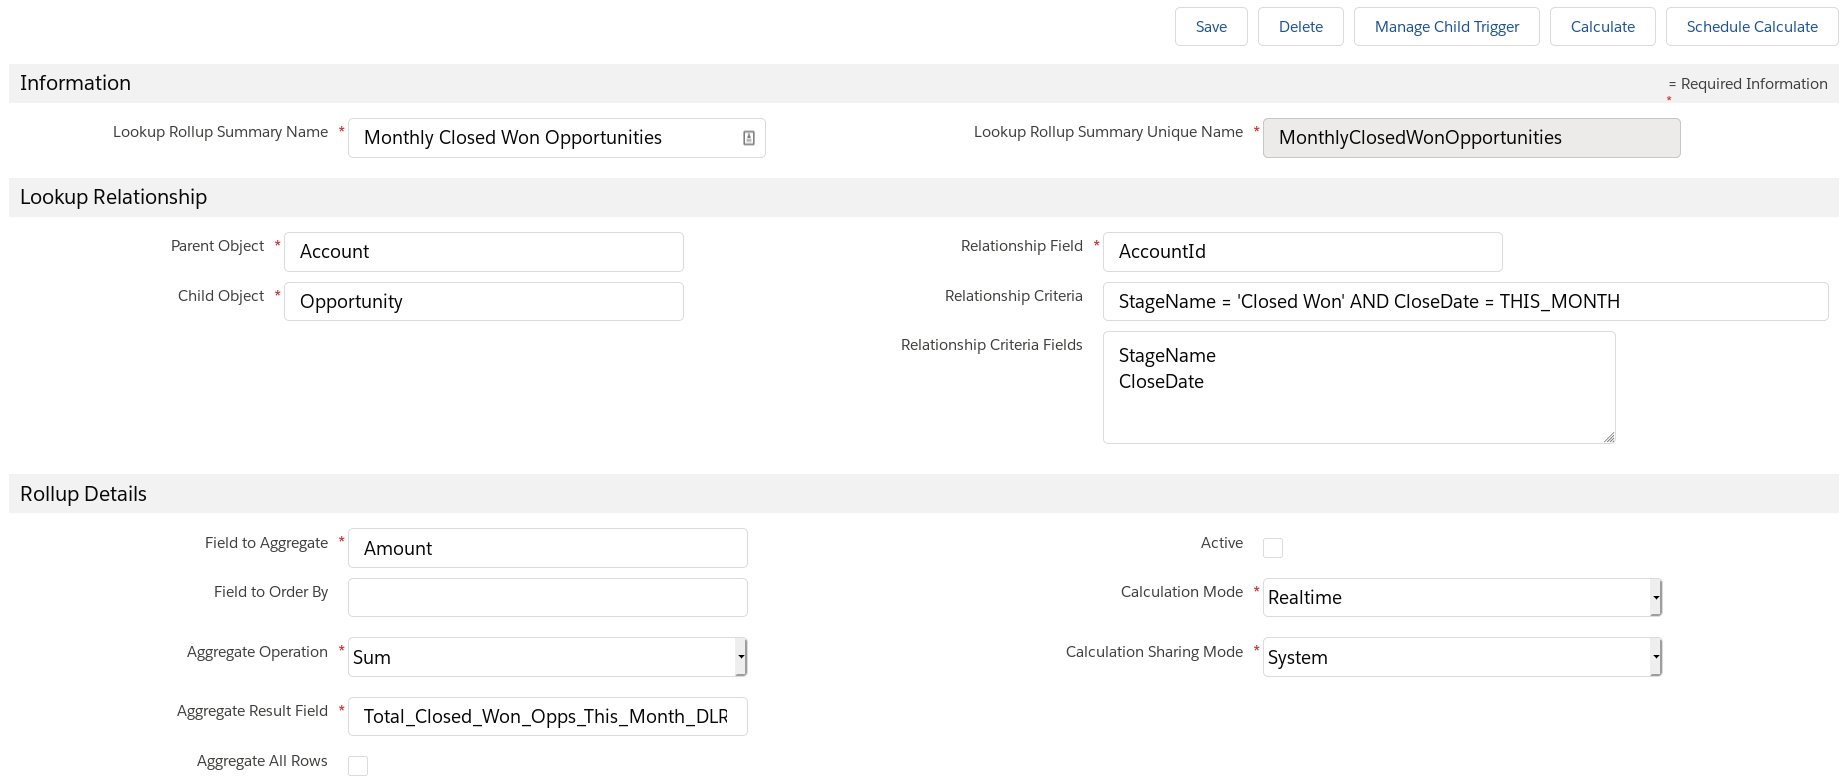 Save Delete Manage Child Trigger Calculate Schedule Calculate
Information
= Required Information
*
Lookup Rollup Summary Name * Monthly Closed Won Opportunities
Lookup Rollup Summary Unique Name * MonthlyClosedWonOpportunities
Lookup Relationship
Parent Object * Account
Relationship Field * AccountId
Child Object * Opportunity
Relationship Criteria StageName = 'Closed Won' AND CloseDate = THIS_MONTH
Relationship Criteria Fields StageName
CloseDate
Rollup Details
Field to Aggregate * Amount
Active
Field to Order By
Calculation Mode * Realtime
Aggregate Operation * Sum
Calculation Sharing Mode * System
Aggregate Result Field * Total_Closed_Won_Opps_This_Month_DLR
Aggregate All Rows